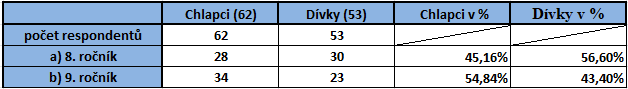 Chlapci (62) Dívky (53) Chlapci v % Dívky v %
počet respondentů 62 53
a) 8. ročník 28 30 45,16% 56,60%
b) 9. ročník 34 23 54,84% 43,40%